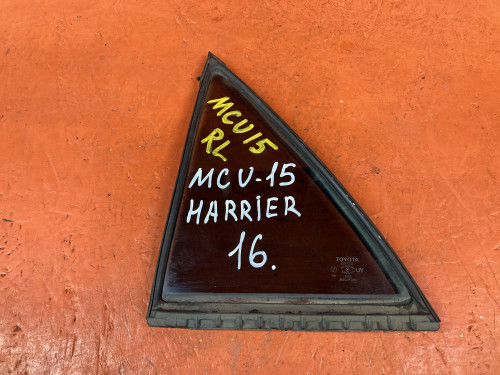 MCU15
RL
MCU-15
HARRIER
16.
TOYOTA